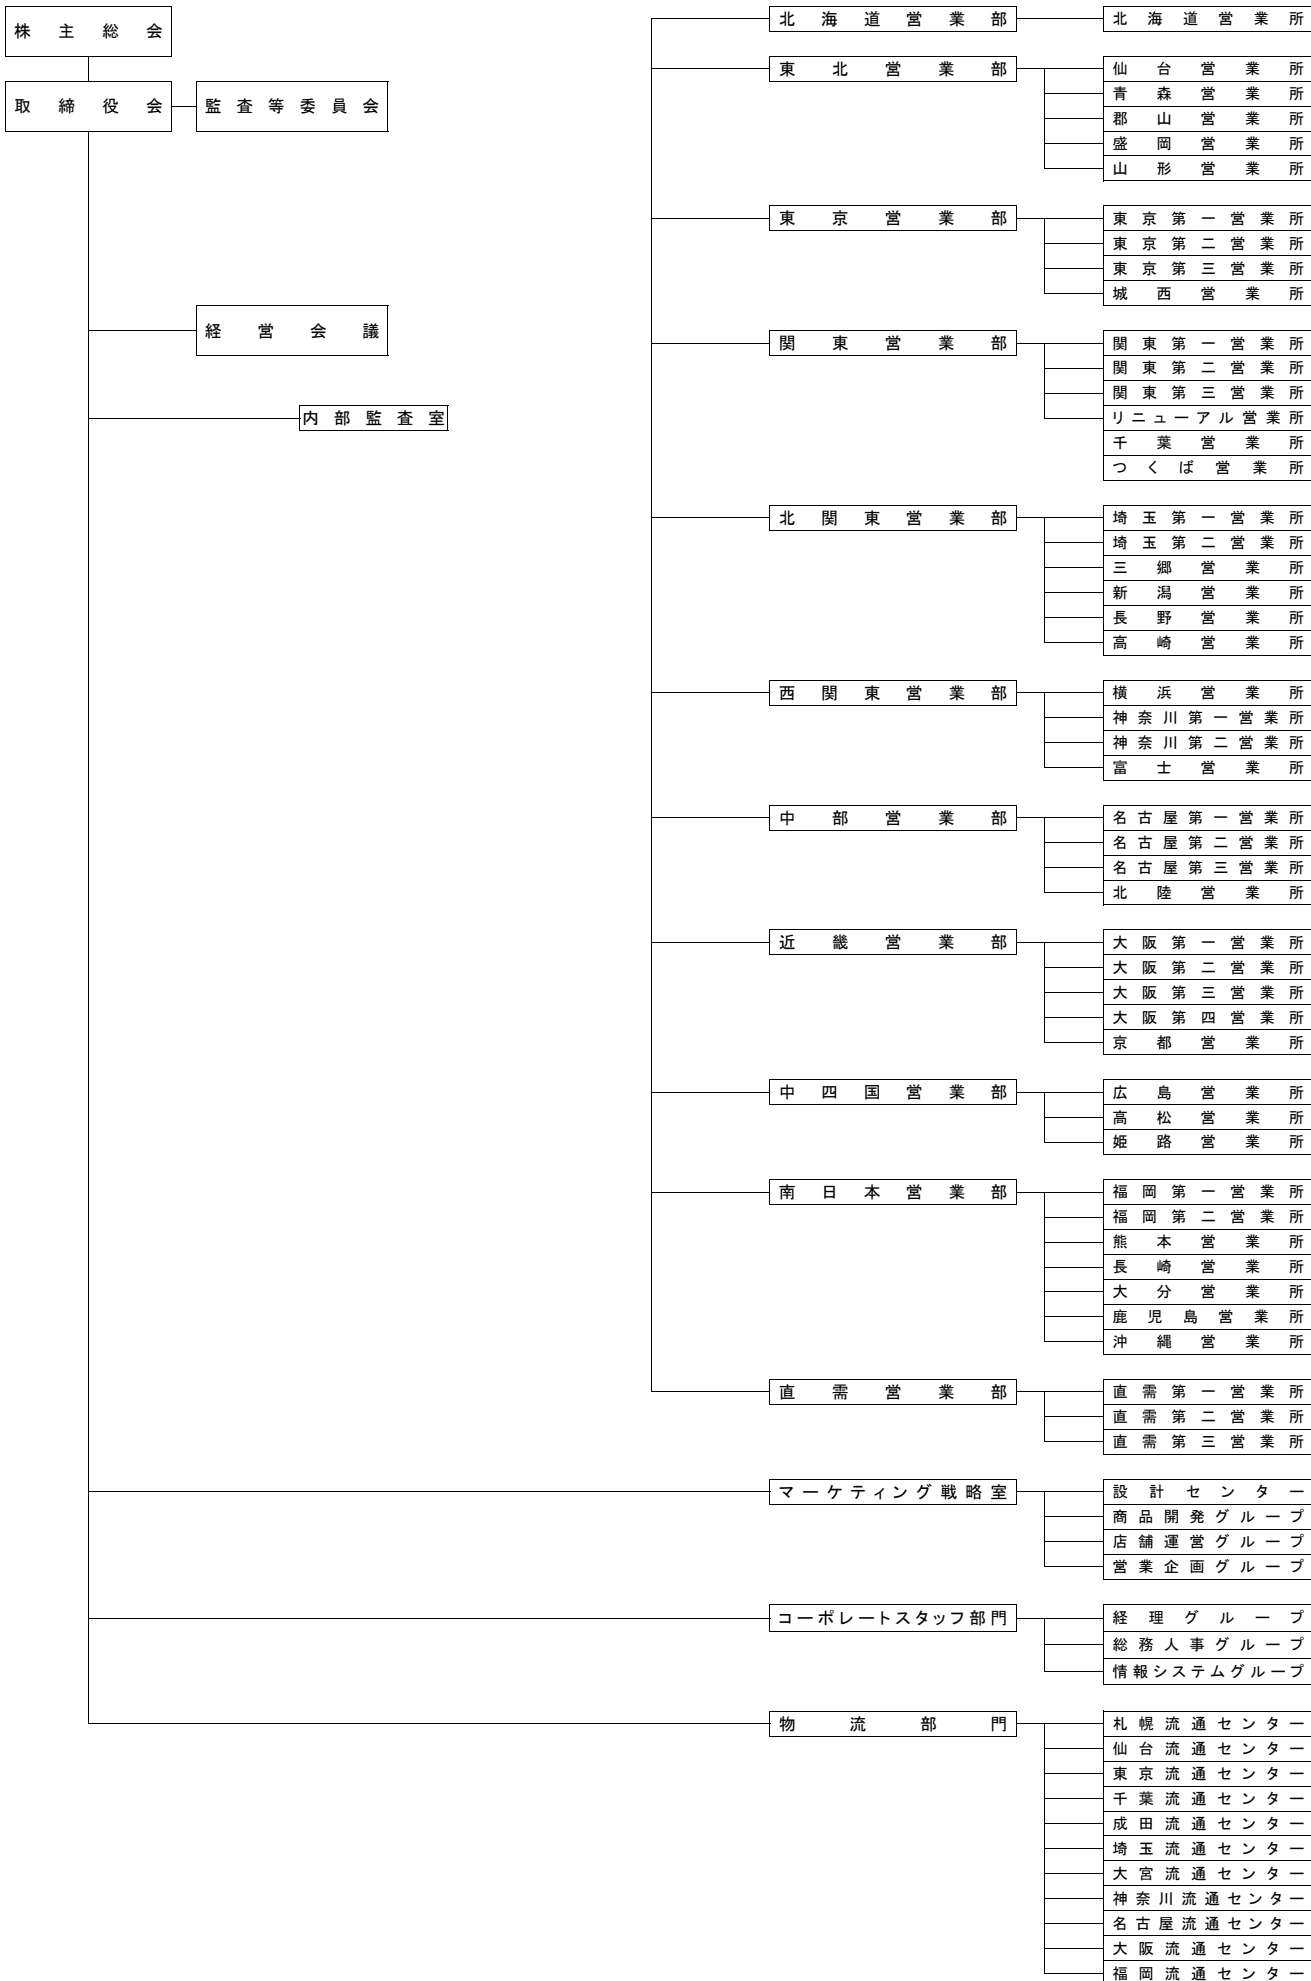 株主総会
取締役会
監査等委員会
経営会議
内部監査室
北海道営業部
北海道営業所
東北営業部
仙台営業所
青森営業所
郡山営業所
盛岡営業所
山形営業所
東京営業部
東京第一営業所
東京第二営業所
東京第三営業所
城西営業所
関東営業部
関東第一営業所
関東第二営業所
関東第三営業所
リニューアル営業所
千葉営業所
つくば営業所
北関東営業部
埼玉第一営業所
埼玉第二営業所
三郷営業所
新潟営業所
長野営業所
高崎営業所
西関東営業部
横浜営業所
神奈川第一営業所
神奈川第二営業所
富士営業所
中部営業部
名古屋第一営業所
名古屋第二営業所
名古屋第三営業所
北陸営業所
近畿営業部
大阪第一営業所
大阪第二営業所
大阪第三営業所
大阪第四営業所
京都営業所
中四国営業部
広島営業所
高松営業所
姫路営業所
南日本営業部
福岡第一営業所
福岡第二営業所
熊本営業所
長崎営業所
大分営業所
鹿児島営業所
沖縄営業所
直需営業部
直需第一営業所
直需第二営業所
直需第三営業所
マーケティング戦略室
設計センター
商品開発グループ
店舗運営グループ
営業企画グループ
コーポレートスタッフ部門
経理グループ
総務人事グループ
情報システムグループ
物流部門
札幌流通センター
仙台流通センター
東京流通センター
千葉流通センター
成田流通センター
埼玉流通センター
大宮流通センター
神奈川流通センター
名古屋流通センター
大阪流通センター
福岡流通センター